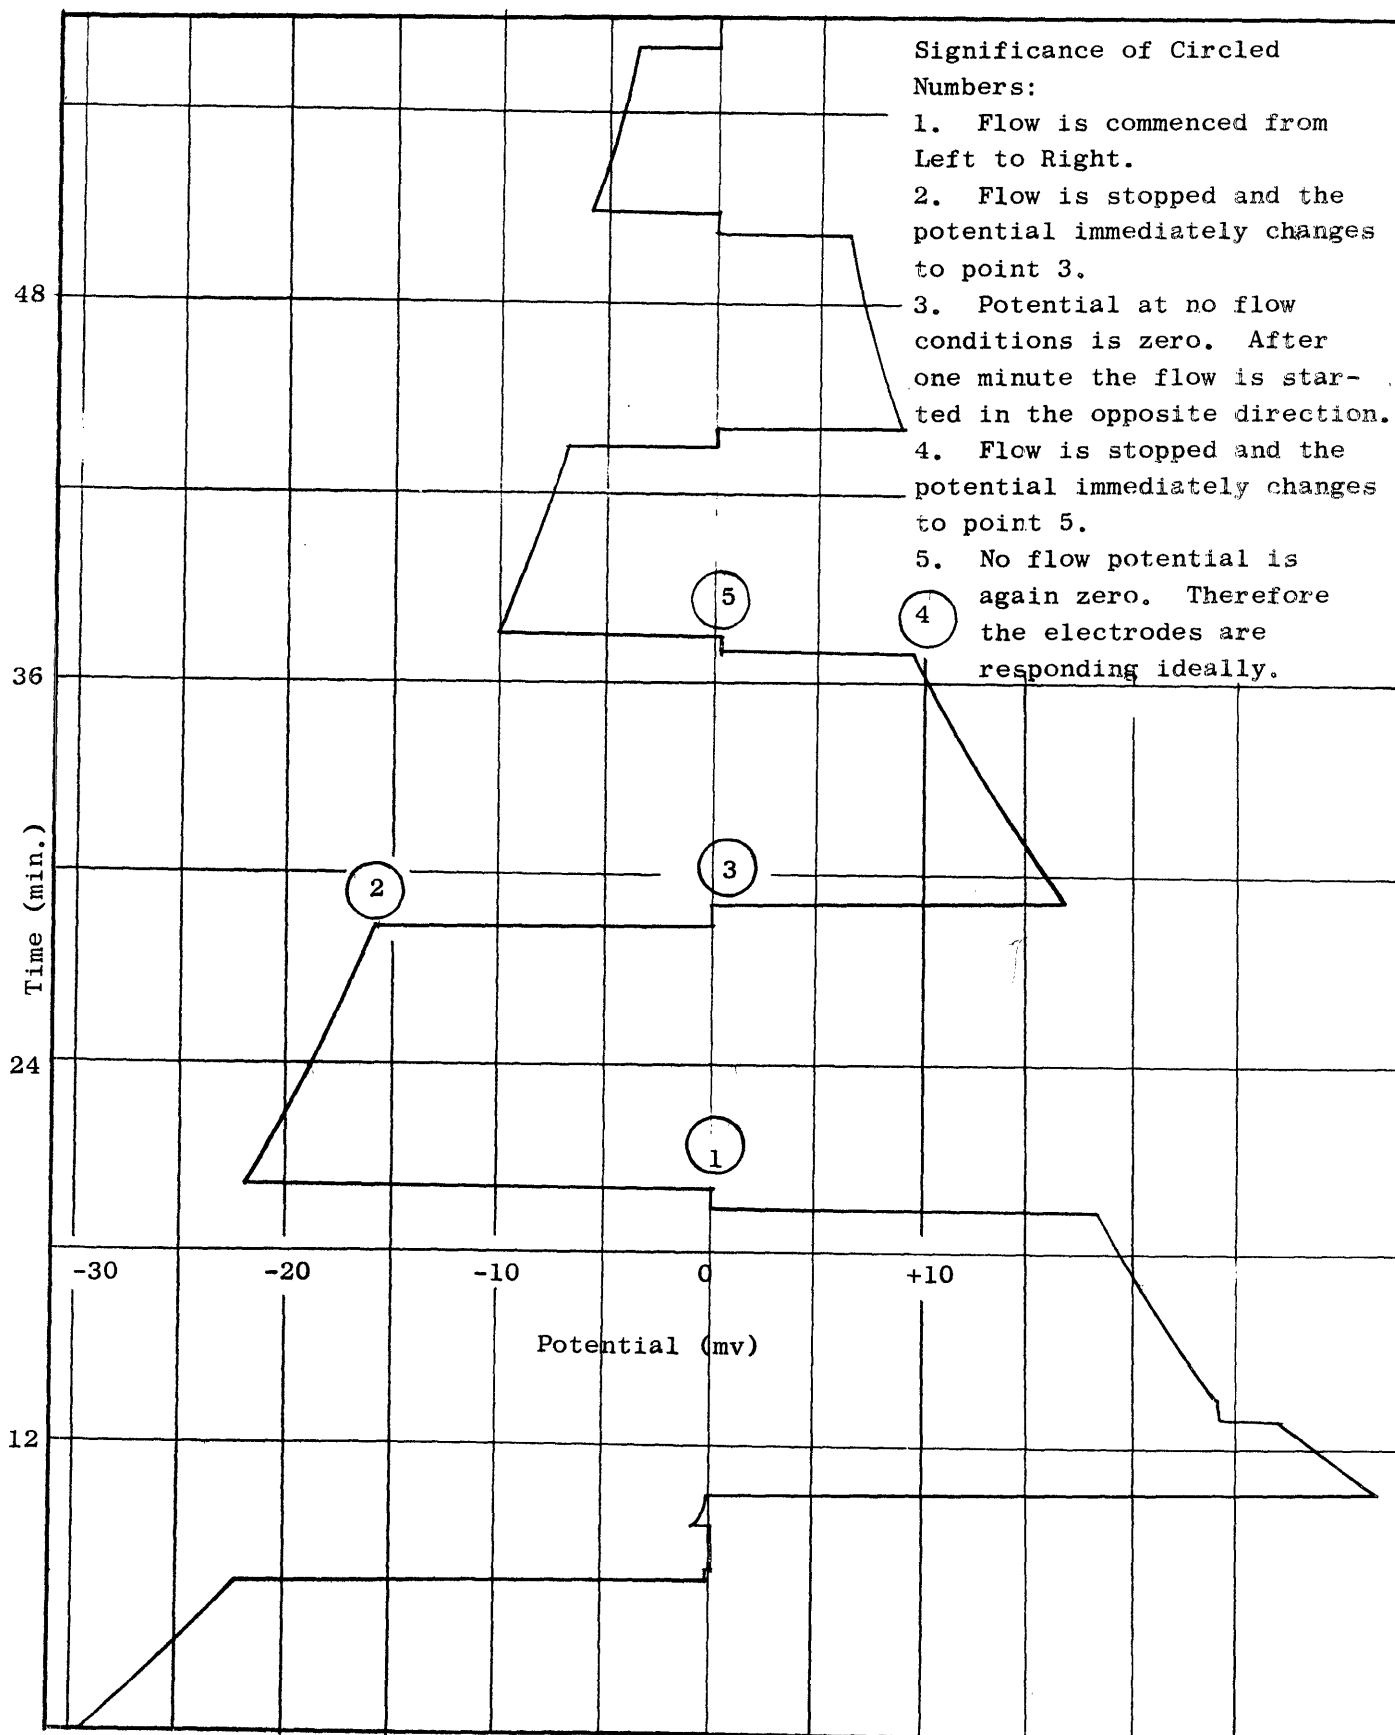 Significance of Circled
Numbers:
1. Flow is commenced from
Left to Right.
2. Flow is stopped and the
potential immediately changes
to point 3.
3. Potential at no flow
conditions is zero. After
one minute the flow is star-
ted in the opposite direction.
4. Flow is stopped and the
potential immediately changes
to point 5.
5. No flow potential is
again zero. Therefore
the electrodes are
responding ideally.
48
5
4
36
Time (min.)
2
3
24
1
-30 -20 -10 0 +10
Potential (mv)
12